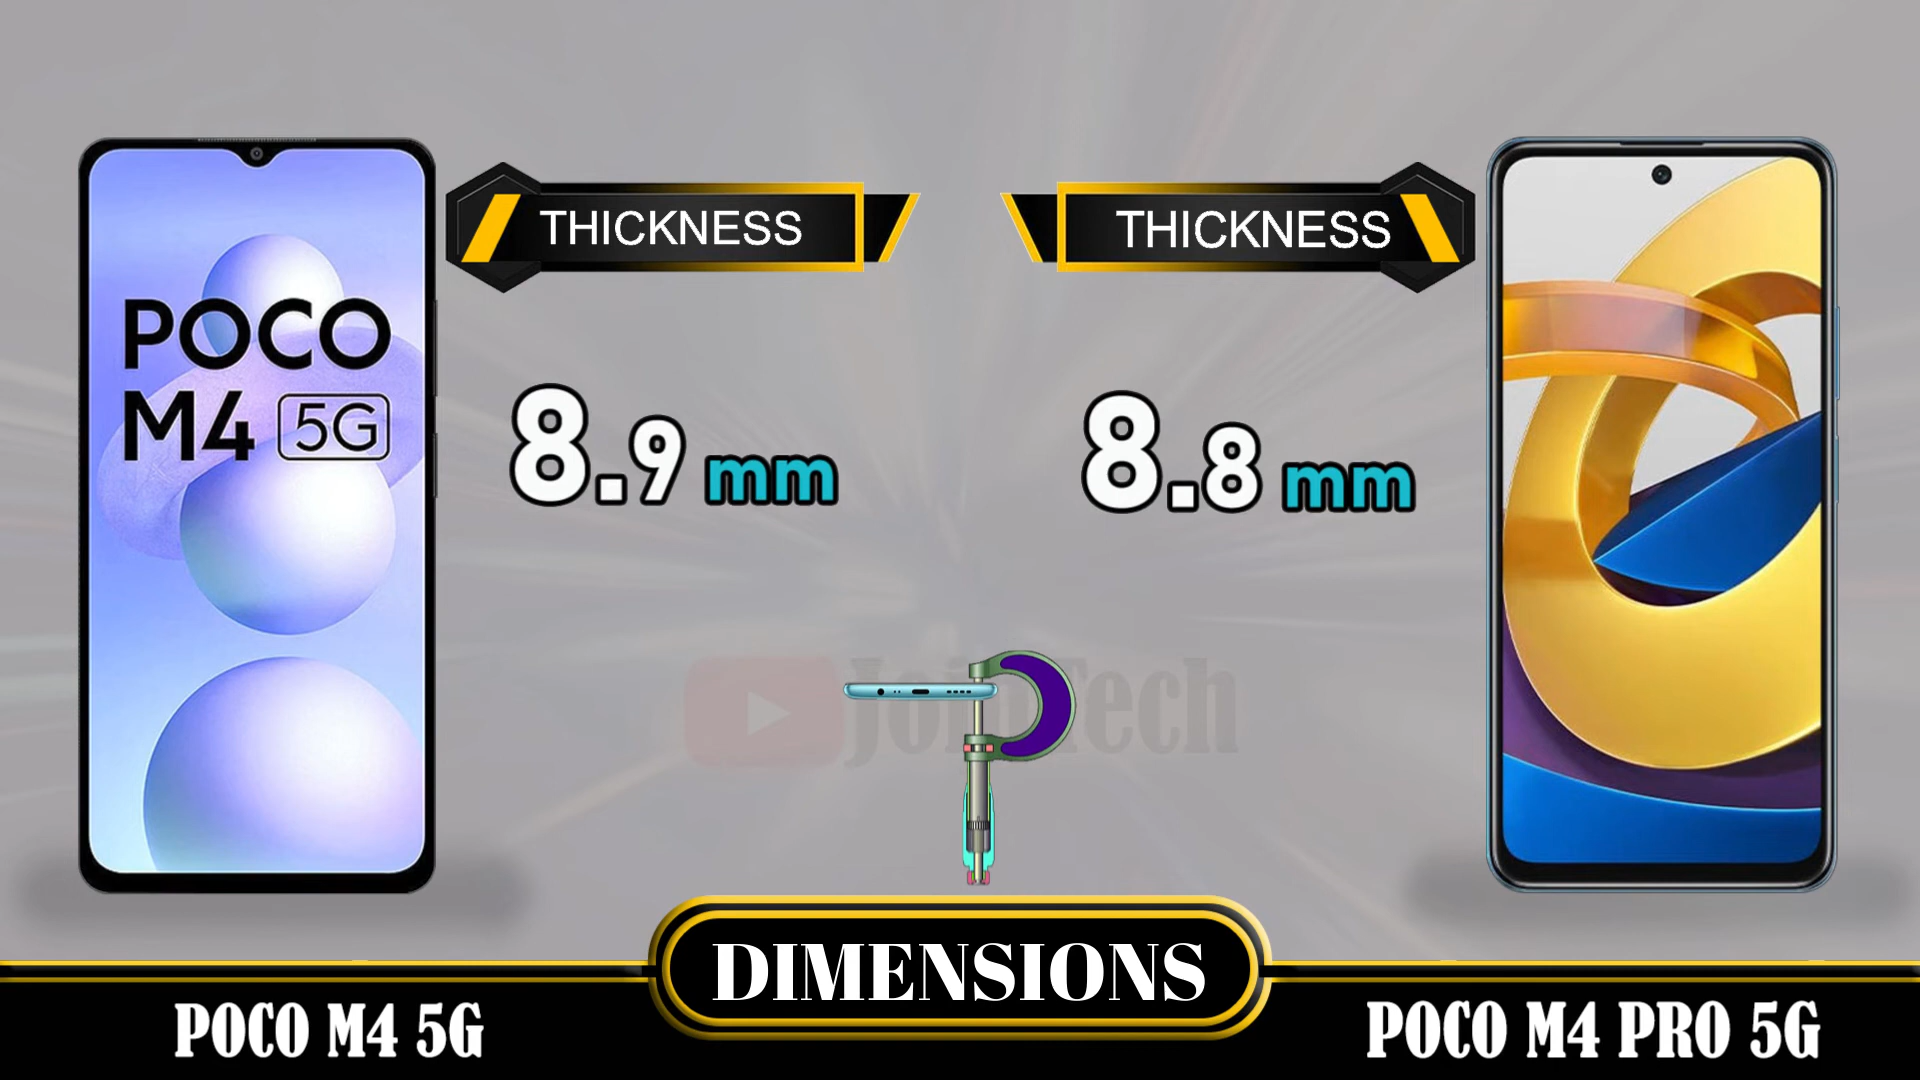 THICKNESS
THICKNESS
POCO
M4 5G
8.9 mm
8.8 mm
DIMENSIONS
POCO M4 5G
POCO M4 PRO 5G